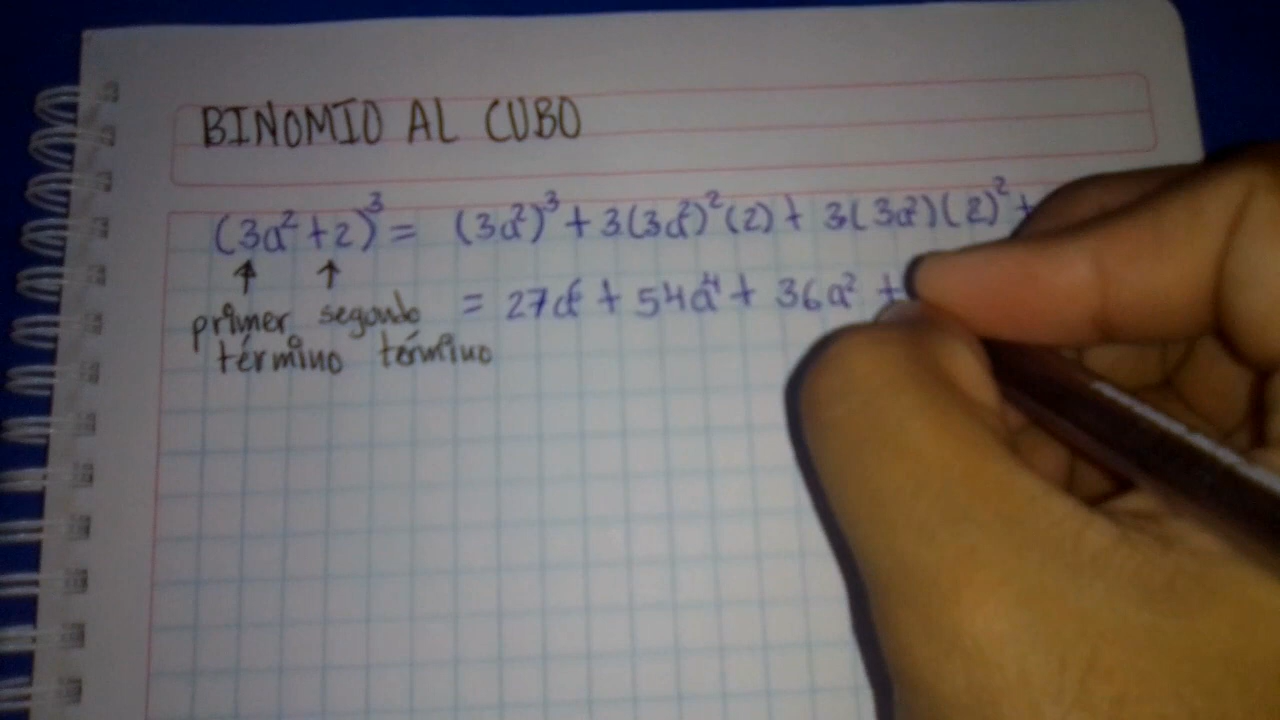 BINOMIO AL CUBO
(3a²+2)³ = (3a²)³ + 3(3a²)²(2) + 3(3a²)(2)² +
= 27a⁶ + 54a⁴ + 36a² +
primer segundo
término término